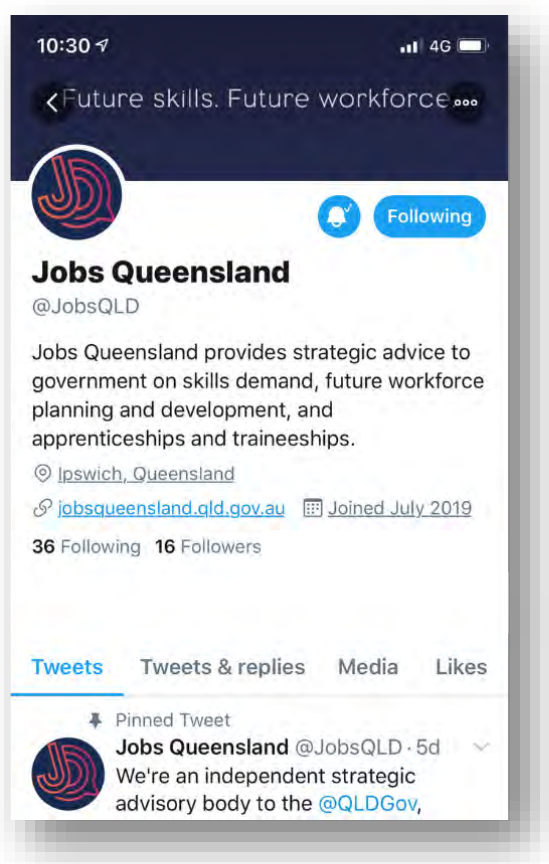 10:30
4G
Future skills. Future workforce
Following
Jobs Queensland
@JobsQLD
Jobs Queensland provides strategic advice to
government on skills demand, future workforce
planning and development, and
apprenticeships and traineeships.
Ipswich, Queensland
jobsqueensland.qld.gov.au Joined July 2019
36 Following 16 Followers
Tweets Tweets & replies Media Likes
Pinned Tweet
Jobs Queensland @JobsQLD · 5d
We're an independent strategic
advisory body to the @QLDGov,